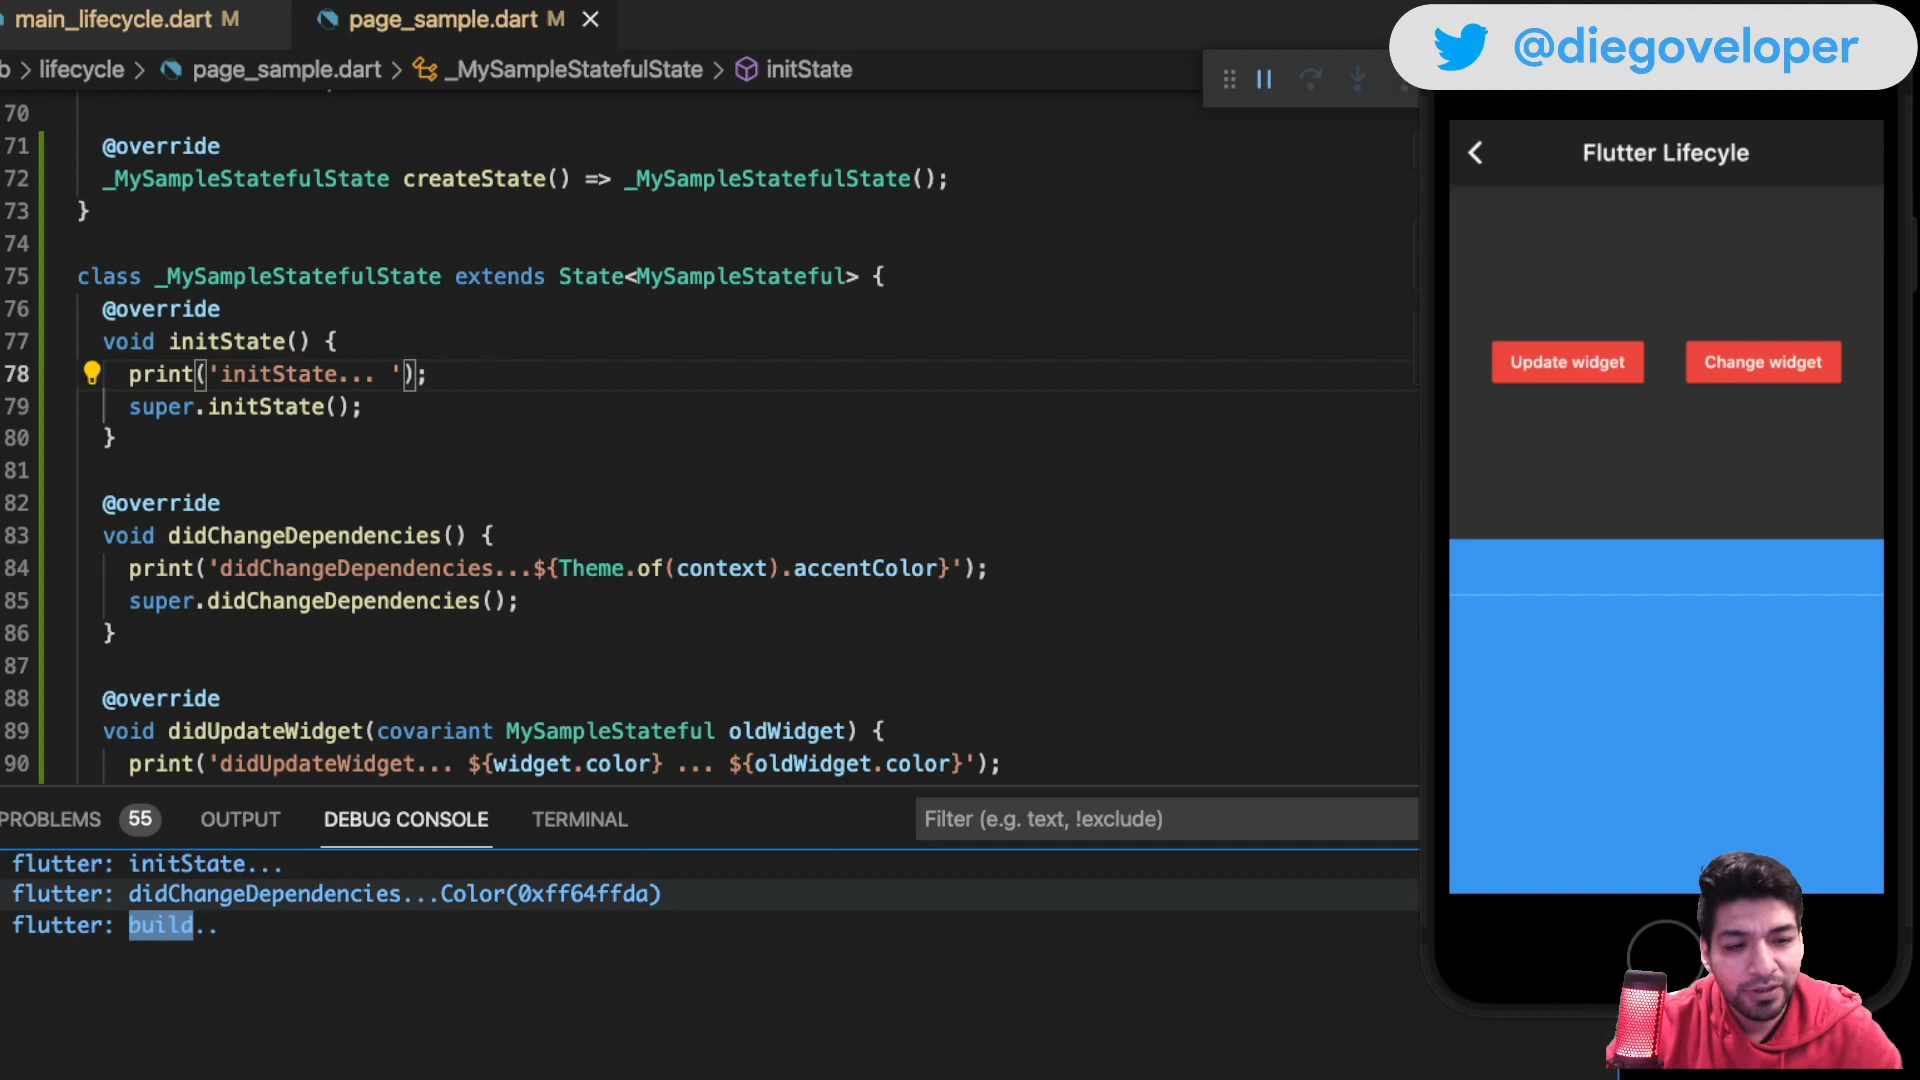 main_lifecycle.dart M
page_sample.dart M
@diegoveloper
b > lifecycle > page_sample.dart > _MySampleStatefulState > initState
70
71 @override
72 _MySampleStatefulState createState() => _MySampleStatefulState();
73 }
74
75 class _MySampleStatefulState extends State<MySampleStateful> {
76 @override
77 void initState() {
78 print('initState... ');
79 super.initState();
80 }
81
82 @override
83 void didChangeDependencies() {
84 print('didChangeDependencies...${Theme.of(context).accentColor}');
85 super.didChangeDependencies();
86 }
87
88 @override
89 void didUpdateWidget(covariant MySampleStateful oldWidget) {
90 print('didUpdateWidget... ${widget.color} ... ${oldWidget.color}');
PROBLEMS 55 OUTPUT DEBUG CONSOLE TERMINAL
Filter (e.g. text, !exclude)
flutter: initState...
flutter: didChangeDependencies...Color(0xff64ffda)
flutter: build..
Flutter Lifecyle
Update widget
Change widget